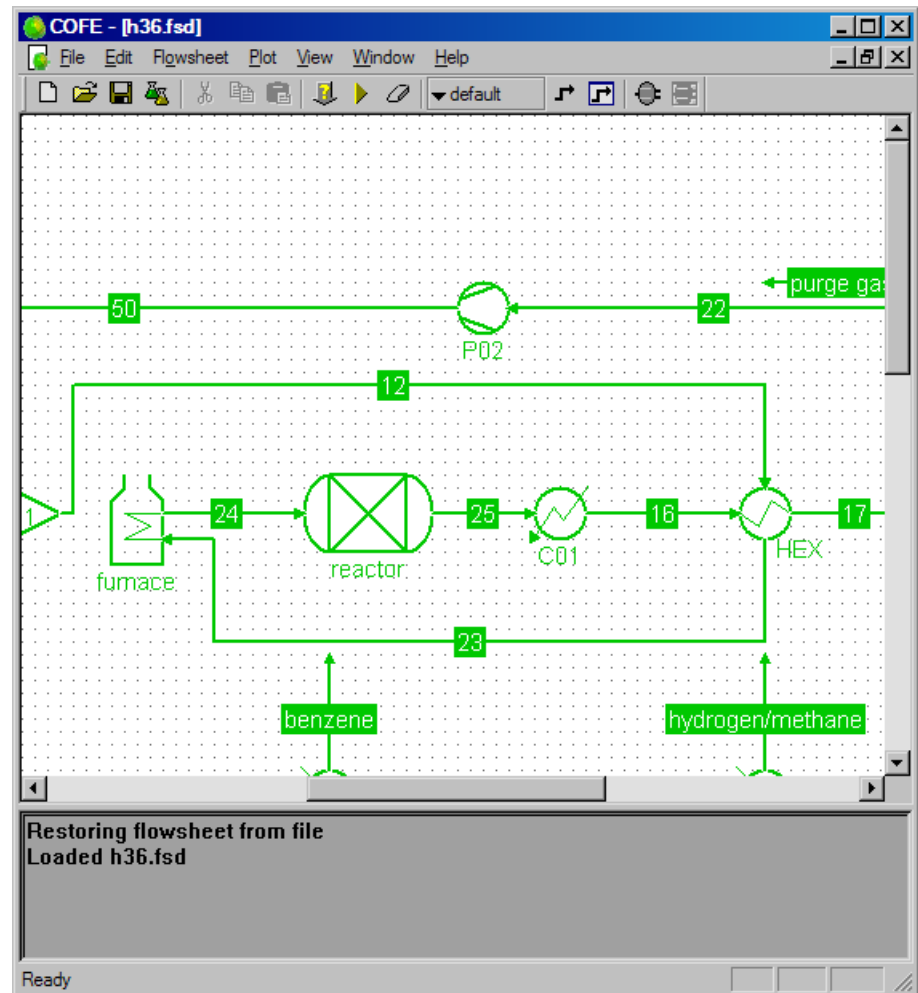 COFE - [h36.fsd]
File Edit Flowsheet Plot View Window Help
default
purge gas
50
22
P02
12
1
24
25
16
17
C01
HEX
reactor
furnace
23
benzene
hydrogen/methane
Restoring flowsheet from file
Loaded h36.fsd
Ready